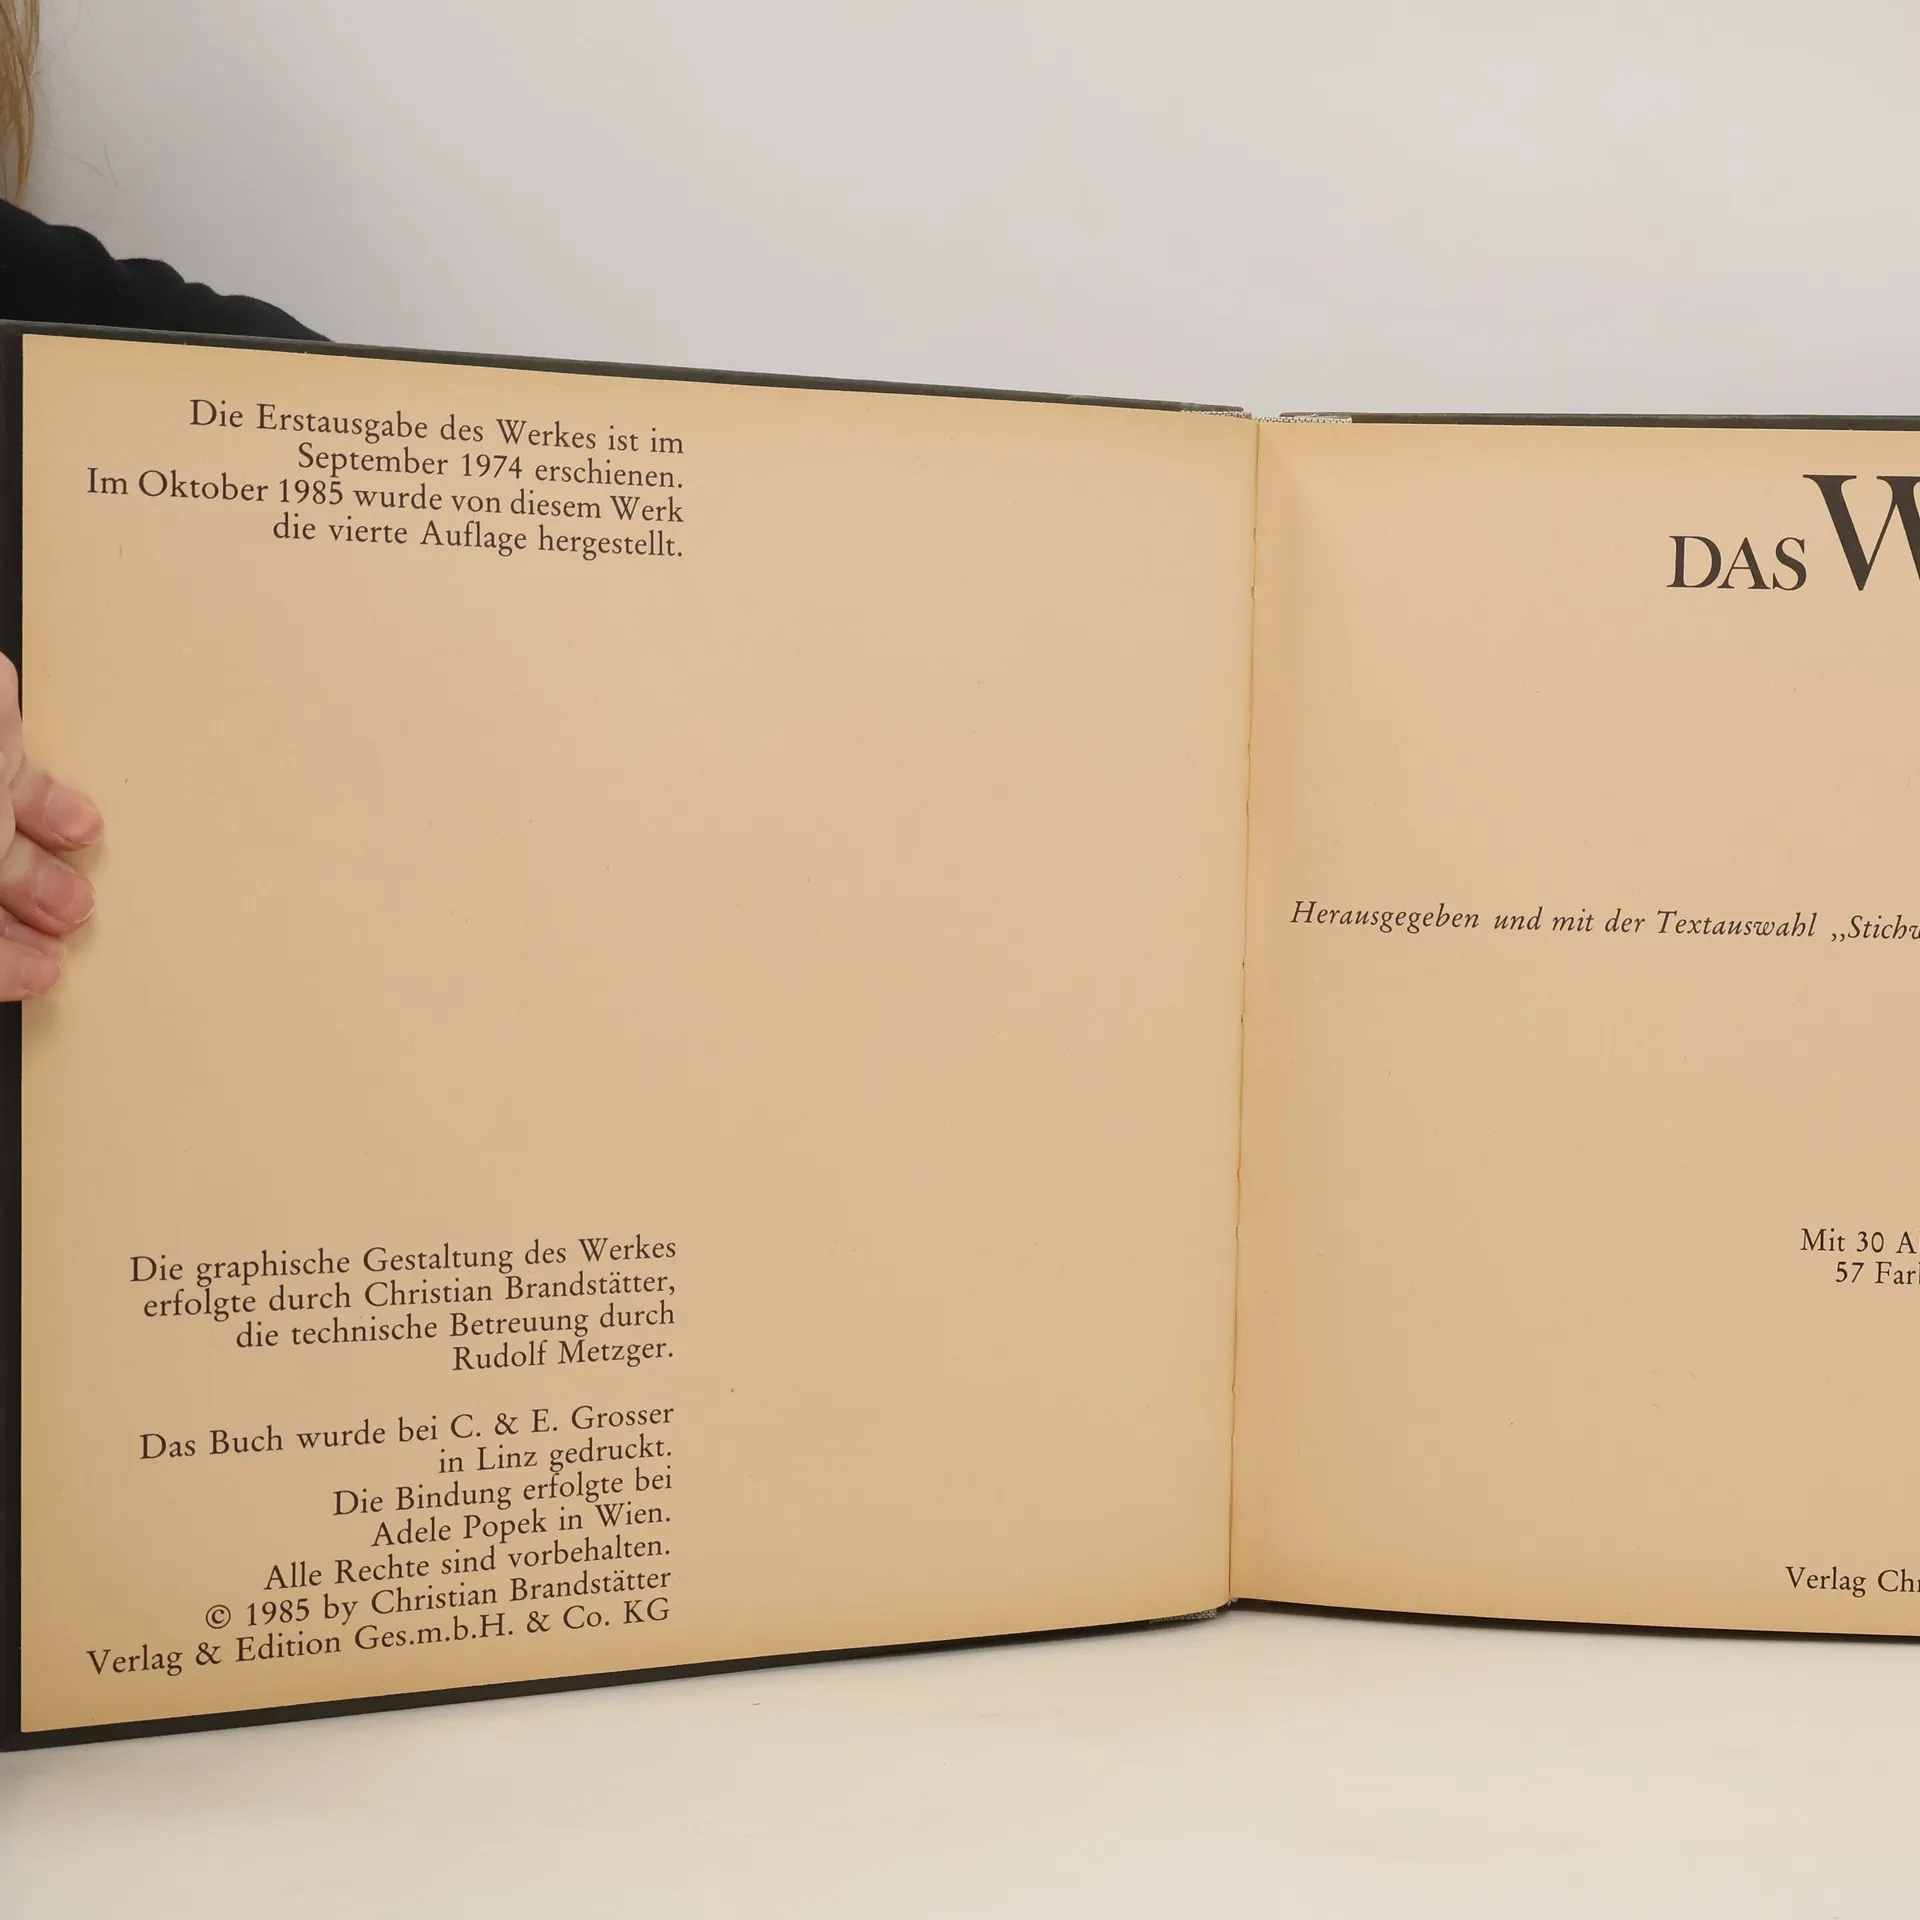 Die Erstausgabe des Werkes ist im
September 1974 erschienen.
Im Oktober 1985 wurde von diesem Werk
die vierte Auflage hergestellt.
Die graphische Gestaltung des Werkes
erfolgte durch Christian Brandstätter,
die technische Betreuung durch
Rudolf Metzger.
Das Buch wurde bei C. & E. Grosser
in Linz gedruckt.
Die Bindung erfolgte bei
Adele Popek in Wien.
Alle Rechte sind vorbehalten.
© 1985 by Christian Brandstätter
Verlag & Edition Ges.m.b.H. & Co. KG
DAS
Herausgegeben und mit der Textauswahl
Mit 30
57
Verlag